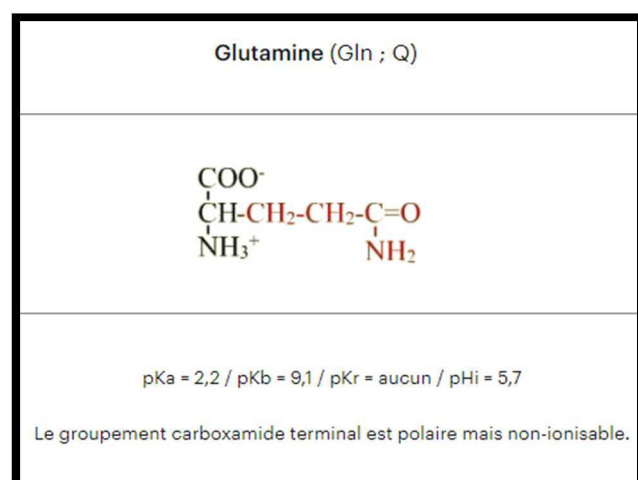 Glutamine (Gln ; Q)
COO⁻
CH-CH₂-CH₂-C=O
NH₃⁺ NH₂
pKa = 2,2 / pKb = 9,1 / pKr = aucun / pHi = 5,7
Le groupement carboxamide terminal est polaire mais non-ionisable.